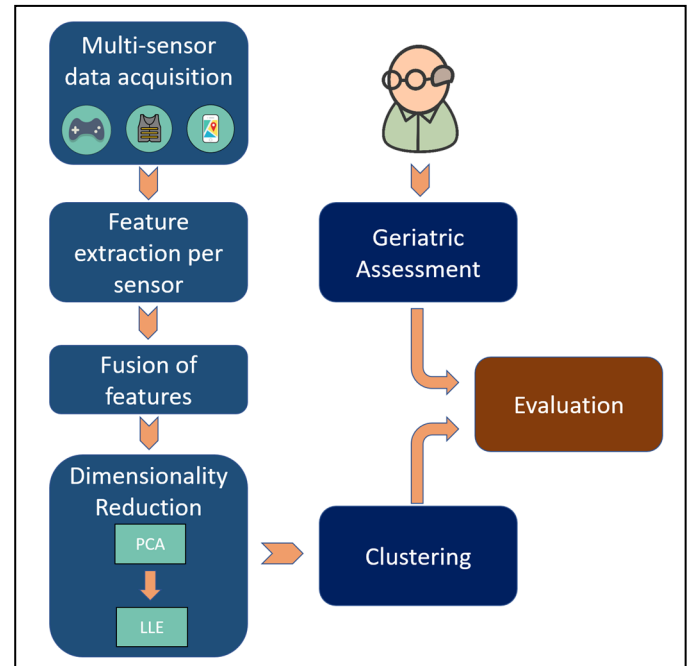 Multi-sensor
data acquisition
Feature
extraction per
sensor
Fusion of
features
Dimensionality
Reduction
PCA
LLE
Geriatric
Assessment
Clustering
Evaluation